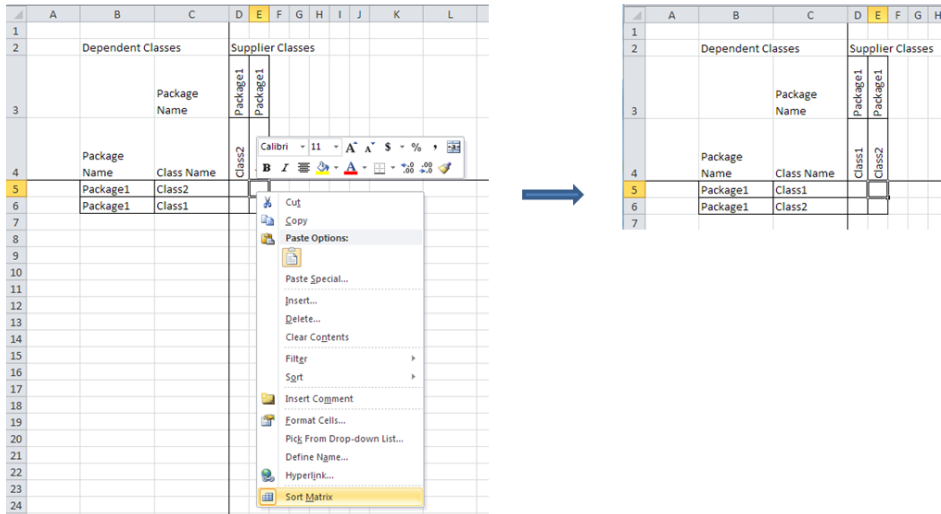 A B C D E F G H I J K L
1
2 Dependent Classes Supplier Classes
Package1 Package1
Package
3 Name
Calibri 11 A A $ % ,
B I A .00 .00
Class2
Package
4 Name Class Name
5 Package1 Class2
6 Package1 Class1
7
8
9
10
11
12
13
14
15
16
17
18
19
20
21
22
23
24
Cut
Copy
Paste Options:
Paste Special...
Insert...
Delete...
Clear Contents
Filter
Sort
Insert Comment
Format Cells...
Pick From Drop-down List...
Define Name...
Hyperlink...
Sort Matrix
A B C D E F G H
1
2 Dependent Classes Supplier Classes
Package1 Package1
Package
3 Name
Class1 Class2
Package
4 Name Class Name
5 Package1 Class1
6 Package1 Class2
7